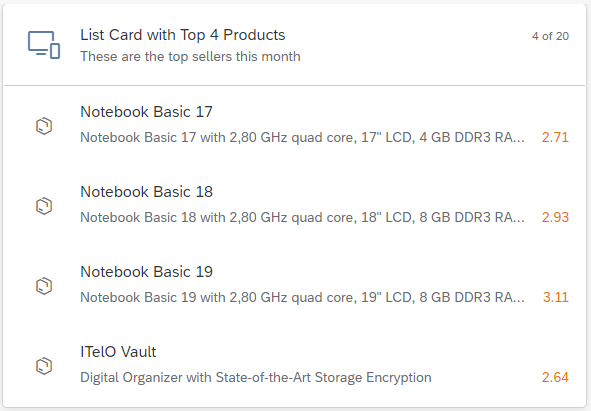 List Card with Top 4 Products
4 of 20
These are the top sellers this month
Notebook Basic 17
Notebook Basic 17 with 2,80 GHz quad core, 17" LCD, 4 GB DDR3 RA... 2.71
Notebook Basic 18
Notebook Basic 18 with 2,80 GHz quad core, 18" LCD, 8 GB DDR3 RA... 2.93
Notebook Basic 19
Notebook Basic 19 with 2,80 GHz quad core, 19" LCD, 8 GB DDR3 RA... 3.11
ITelO Vault
Digital Organizer with State-of-the-Art Storage Encryption 2.64